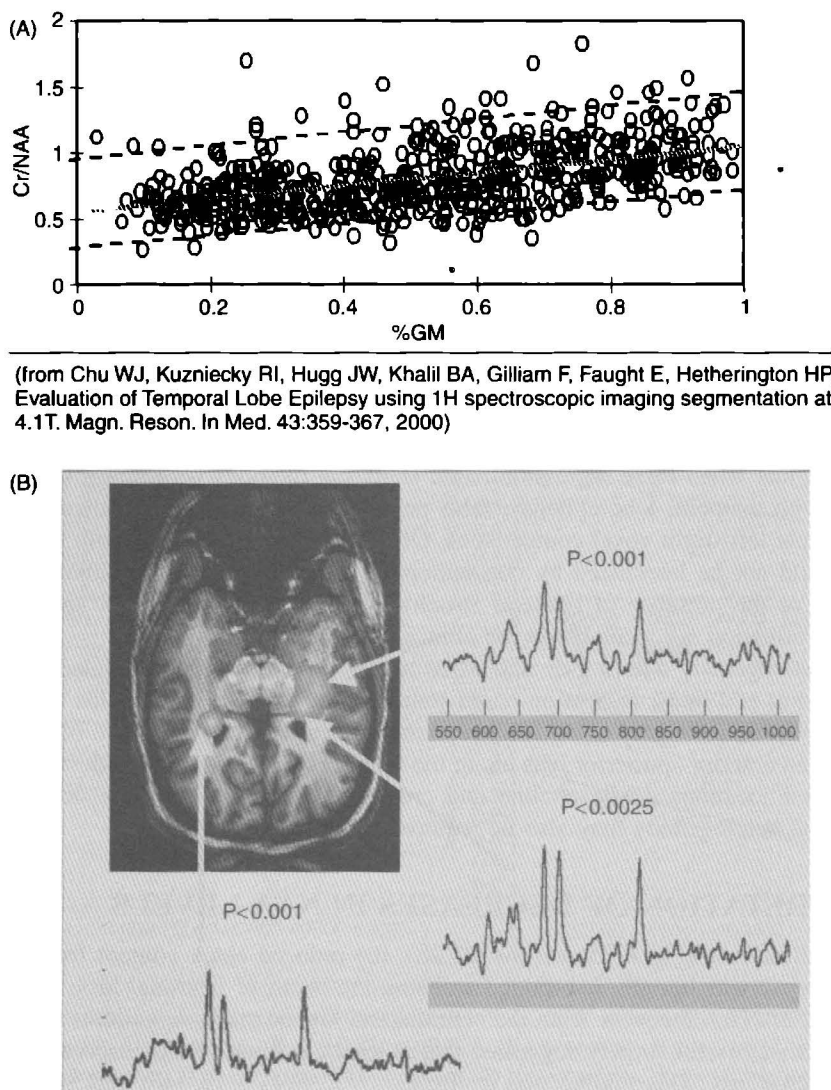 (A)
2
1.5
1
0.5
0
Cr/NAA
0 0.2 0.4 0.6 0.8 1
%GM
(from Chu WJ, Kuzniecky RI, Hugg JW, Khalil BA, Gilliam F, Faught E, Hetherington HP
Evaluation of Temporal Lobe Epilepsy using 1H spectroscopic imaging segmentation at
4.1T. Magn. Reson. In Med. 43:359-367, 2000)
(B)
P<0.001
550 600 650 700 750 800 850 900 950 1000
P<0.0025
P<0.001